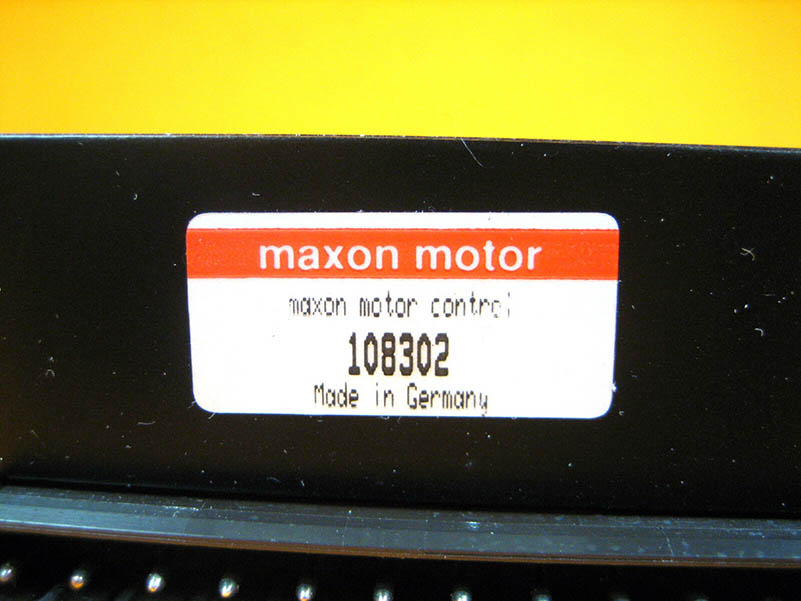 maxon motor
maxon motor control
108302
Made in Germany